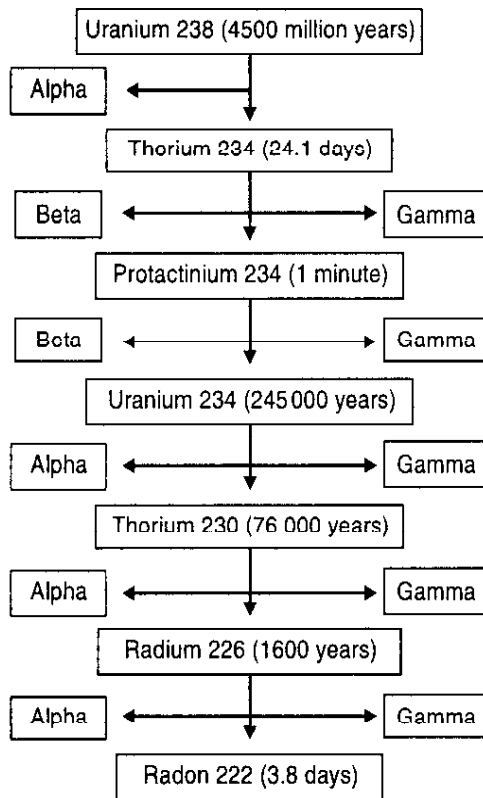 Uranium 238 (4500 million years)
Alpha
Thorium 234 (24.1 days)
Beta Gamma
Protactinium 234 (1 minute)
Beta Gamma
Uranium 234 (245 000 years)
Alpha Gamma
Thorium 230 (76 000 years)
Alpha Gamma
Radium 226 (1600 years)
Alpha Gamma
Radon 222 (3.8 days)